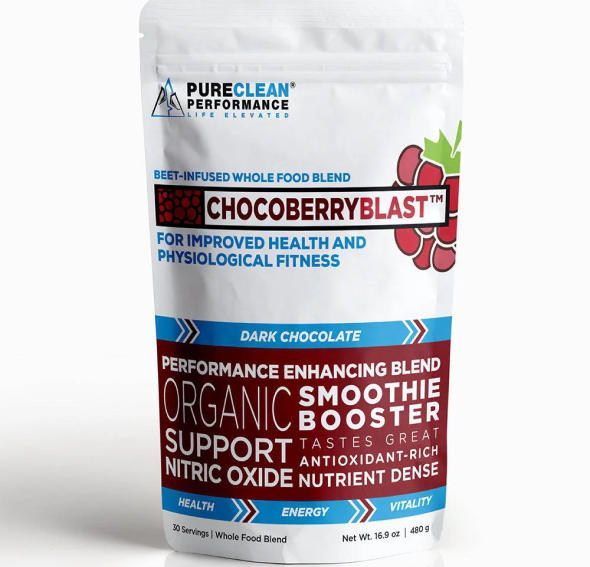 PURECLEAN®
PERFORMANCE
LIFE ELEVATED
BEET-INFUSED WHOLE FOOD BLEND
CHOCOBERRYBLAST™
FOR IMPROVED HEALTH AND
PHYSIOLOGICAL FITNESS
DARK CHOCOLATE
PERFORMANCE ENHANCING BLEND
ORGANIC
SUPPORT
NITRIC OXIDE
SMOOTHIE
BOOSTER
TASTES GREAT
ANTIOXIDANT-RICH
NUTRIENT DENSE
HEALTH ENERGY VITALITY
30 Servings | Whole Food Blend Net Wt. 16.9 oz | 480 g